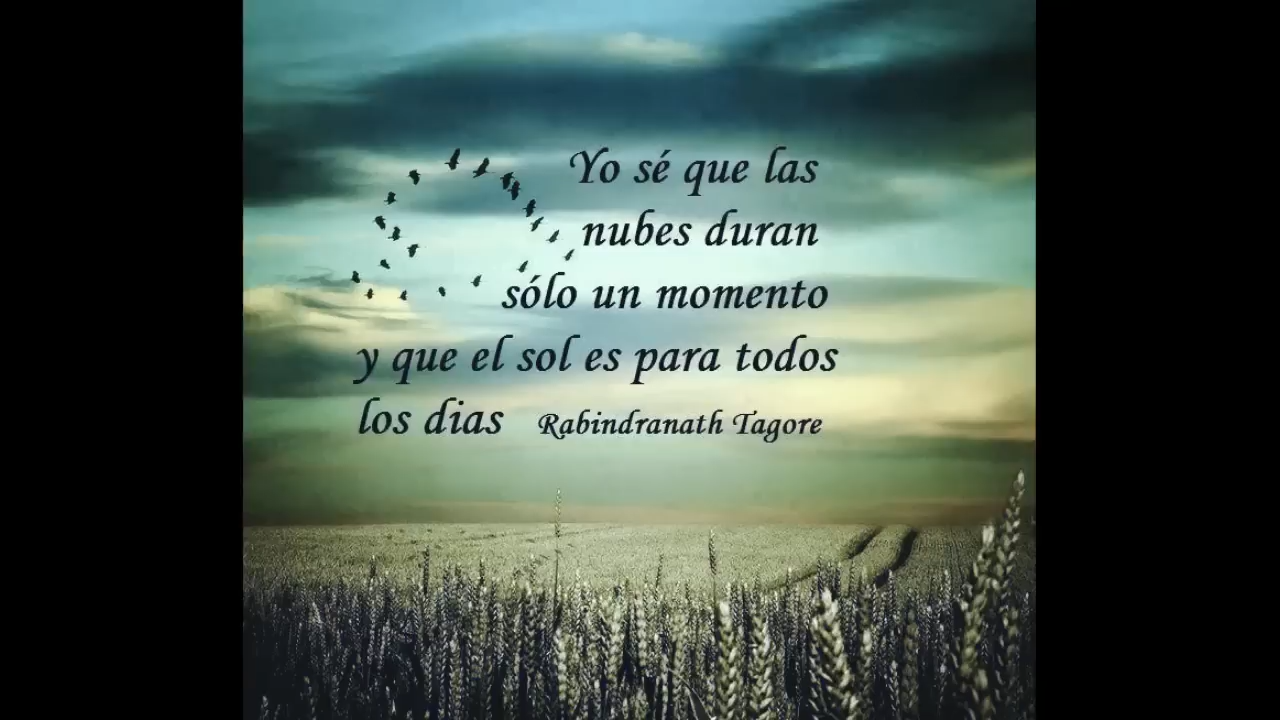 Yo sé que las
nubes duran
sólo un momento
y que el sol es para todos
los dias Rabindranath Tagore